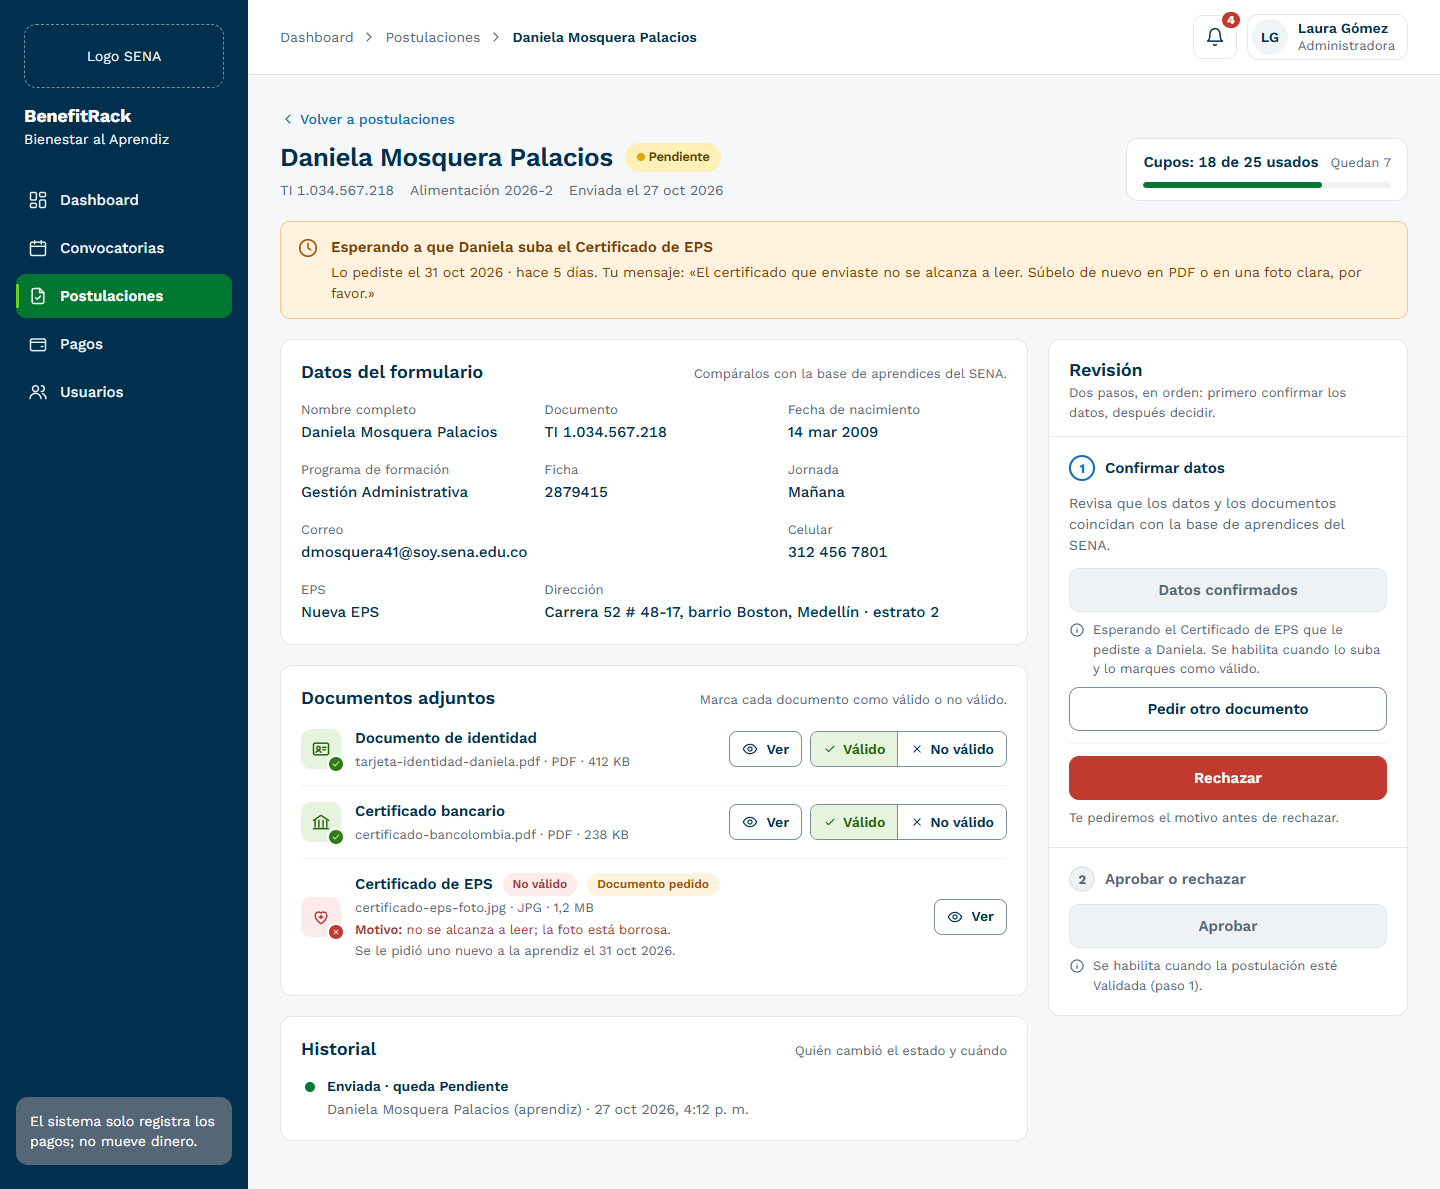 Logo SENA
BenefitRack
Bienestar al Aprendiz
Dashboard
Convocatorias
Postulaciones
Pagos
Usuarios
El sistema solo registra los
pagos; no mueve dinero.
Dashboard > Postulaciones > Daniela Mosquera Palacios
4
LG
Laura Gómez
Administradora
Volver a postulaciones
Daniela Mosquera Palacios
Pendiente
TI 1.034.567.218 Alimentación 2026-2 Enviada el 27 oct 2026
Cupos: 18 de 25 usados Quedan 7
Esperando a que Daniela suba el Certificado de EPS
Lo pediste el 31 oct 2026 · hace 5 días. Tu mensaje: «El certificado que enviaste no se alcanza a leer. Súbelo de nuevo en PDF o en una foto clara, por
favor.»
Datos del formulario
Compáralos con la base de aprendices del SENA.
Nombre completo
Daniela Mosquera Palacios
Documento
TI 1.034.567.218
Fecha de nacimiento
14 mar 2009
Programa de formación
Gestión Administrativa
Ficha
2879415
Jornada
Mañana
Correo
dmosquera41@soy.sena.edu.co
Celular
312 456 7801
EPS
Nueva EPS
Dirección
Carrera 52 # 48-17, barrio Boston, Medellín · estrato 2
Documentos adjuntos
Marca cada documento como válido o no válido.
Documento de identidad
tarjeta-identidad-daniela.pdf · PDF · 412 KB
Ver Válido No válido
Certificado bancario
certificado-bancolombia.pdf · PDF · 238 KB
Ver Válido No válido
Certificado de EPS No válido Documento pedido
certificado-eps-foto.jpg · JPG · 1,2 MB
Motivo: no se alcanza a leer; la foto está borrosa.
Se le pidió uno nuevo a la aprendiz el 31 oct 2026.
Ver
Historial
Quién cambió el estado y cuándo
Enviada · queda Pendiente
Daniela Mosquera Palacios (aprendiz) · 27 oct 2026, 4:12 p. m.
Revisión
Dos pasos, en orden: primero confirmar los
datos, después decidir.
1 Confirmar datos
Revisa que los datos y los documentos
coincidan con la base de aprendices del
SENA.
Datos confirmados
Esperando el Certificado de EPS que le
pediste a Daniela. Se habilita cuando lo suba
y lo marques como válido.
Pedir otro documento
Rechazar
Te pediremos el motivo antes de rechazar.
2 Aprobar o rechazar
Aprobar
Se habilita cuando la postulación esté
Validada (paso 1).